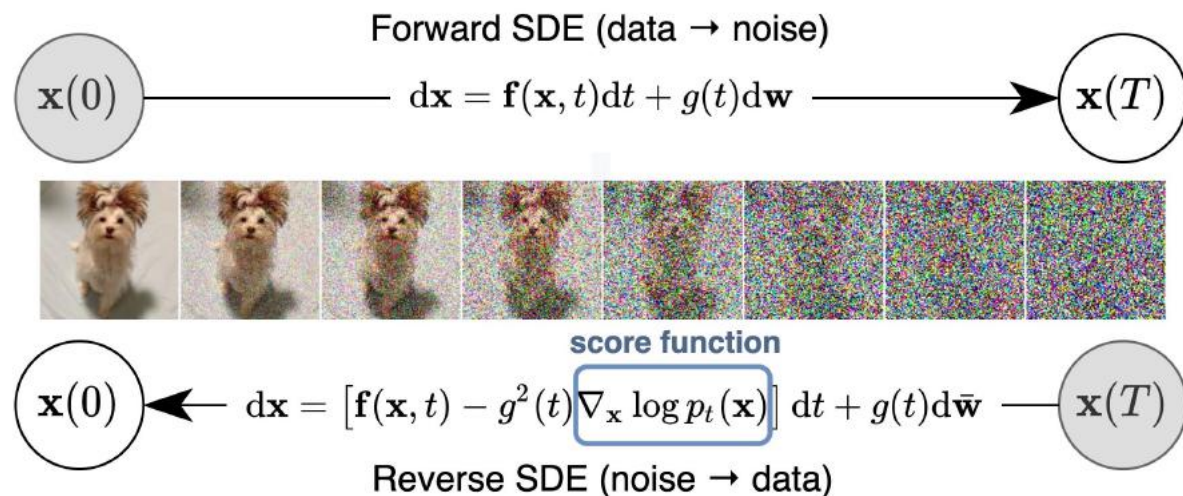 Forward SDE (data → noise)
x(0) dx = f(x, t)dt + g(t)dw x(T)
score function
x(0) dx = [f(x, t) − g²(t)∇ₓ log pₜ(x)] dt + g(t)dw̄ x(T)
Reverse SDE (noise → data)